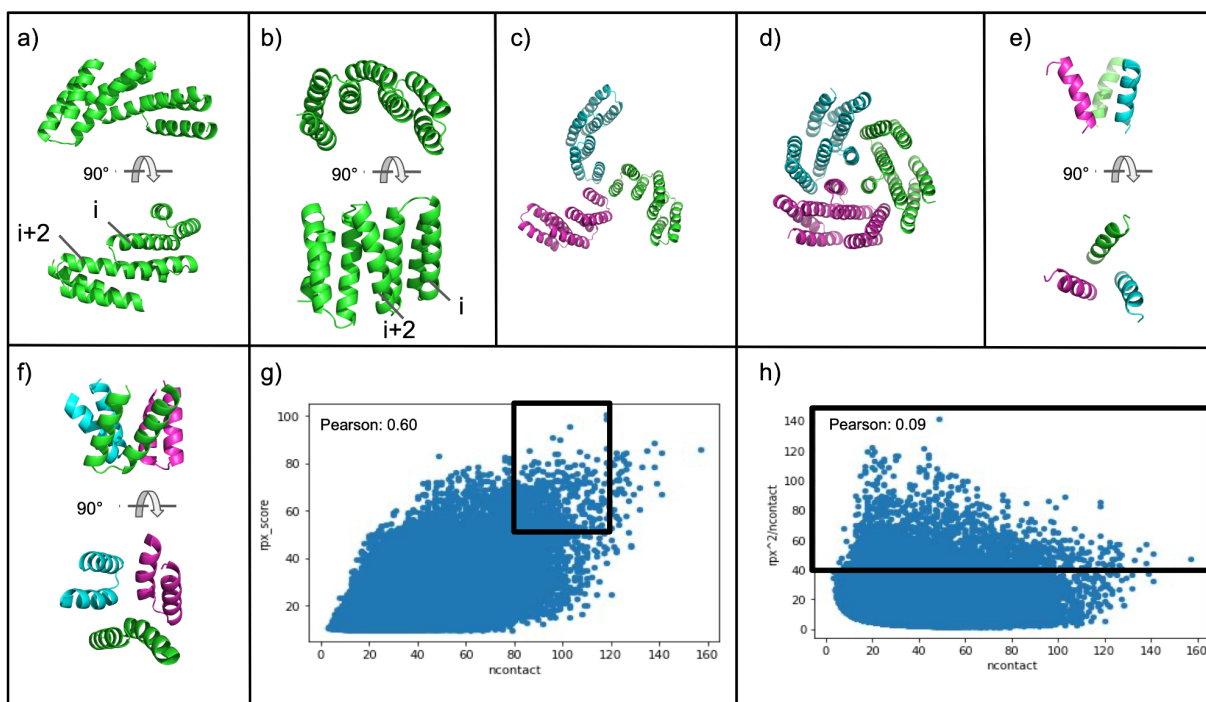 a)
90°
i
i+2
b)
90°
i+2
i
c)
d)
e)
90°
f)
90°
g)
Pearson: 0.60
rpx_score
100
80
60
40
20
0 20 40 60 80 100 120 140 160
ncontact
h)
Pearson: 0.09
rpx^2/ncontact
140
120
100
80
60
40
20
0
0 20 40 60 80 100 120 140 160
ncontact